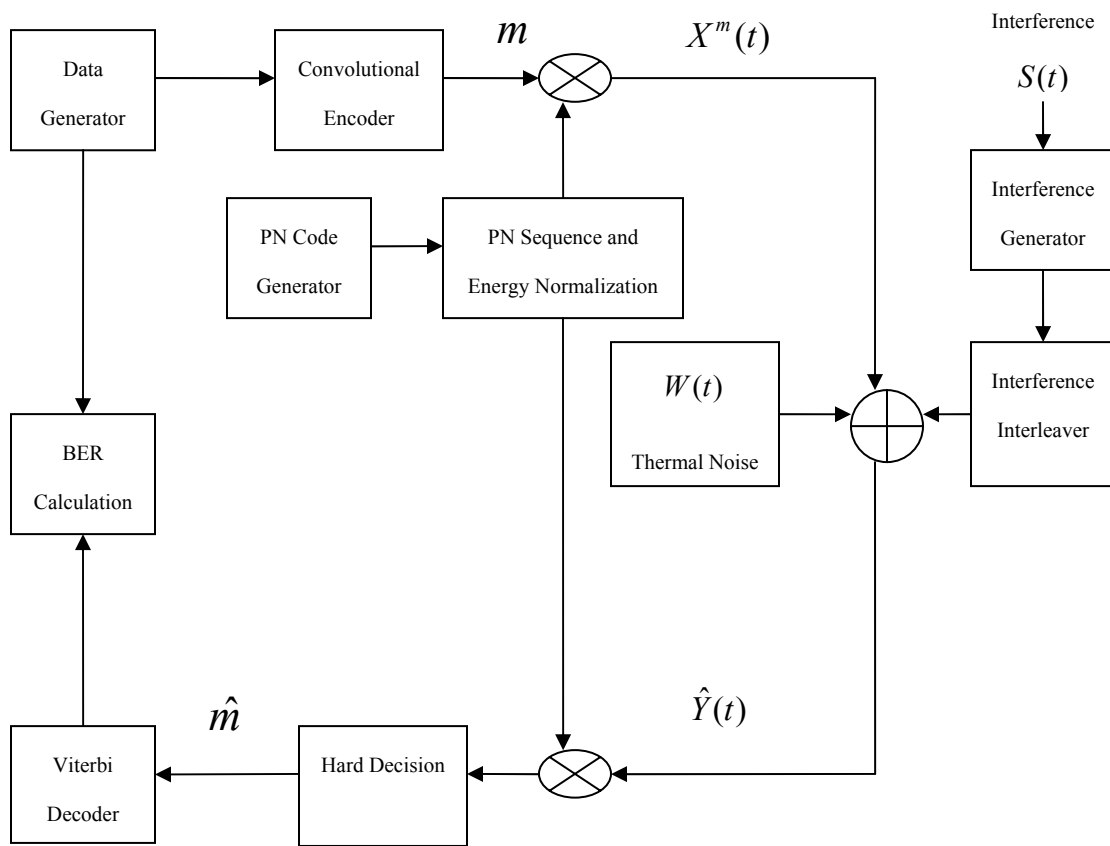 Interference
m
X^m(t)
S(t)
Data
Generator
Convolutional
Encoder
PN Code
Generator
PN Sequence and
Energy Normalization
Interference
Generator
W(t)
Thermal Noise
Interference
Interleaver
BER
Calculation
m̂
Ŷ(t)
Viterbi
Decoder
Hard Decision